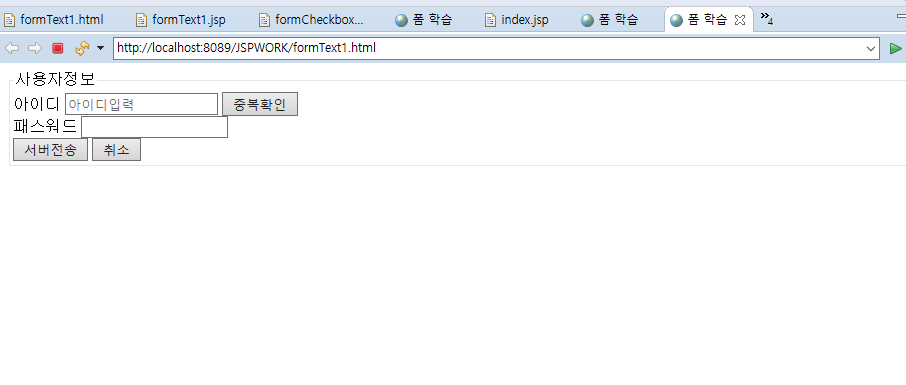 formText1.html formText1.jsp formCheckbox... 폼 학습 index.jsp 폼 학습 폼 학습 »4
http://localhost:8089/JSPWORK/formText1.html
사용자정보
아이디 아이디입력 중복확인
패스워드
서버전송 취소